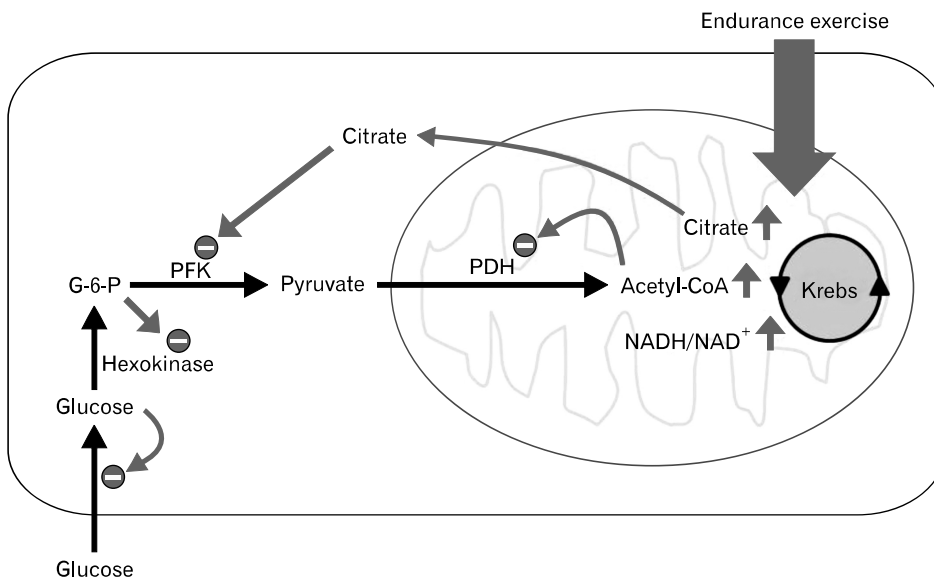 Endurance exercise
Citrate
Citrate
PFK
PDH
G-6-P
Pyruvate
Acetyl-CoA
Krebs
NADH/NAD+
Hexokinase
Glucose
Glucose